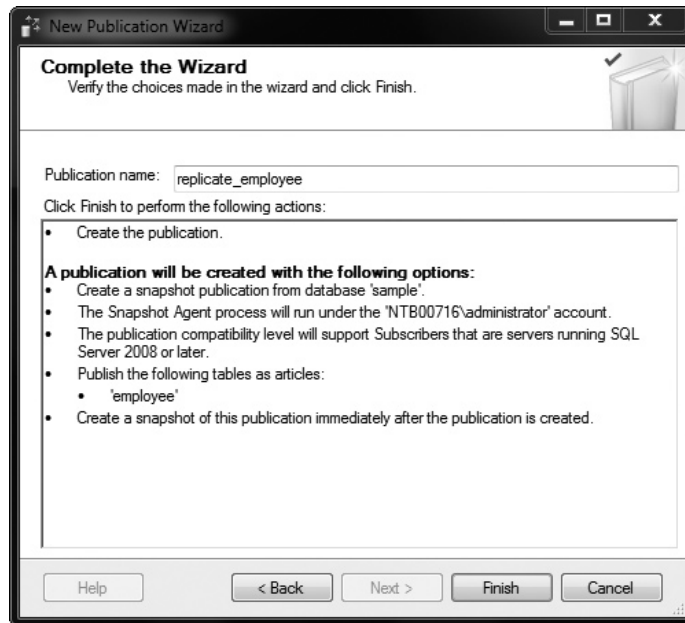 New Publication Wizard
Complete the Wizard
Verify the choices made in the wizard and click Finish.
Publication name: replicate_employee
Click Finish to perform the following actions:
• Create the publication.
A publication will be created with the following options:
• Create a snapshot publication from database 'sample'.
• The Snapshot Agent process will run under the 'NTB00716\administrator' account.
• The publication compatibility level will support Subscribers that are servers running SQL
Server 2008 or later.
• Publish the following tables as articles:
• 'employee'
• Create a snapshot of this publication immediately after the publication is created.
Help < Back Next > Finish Cancel